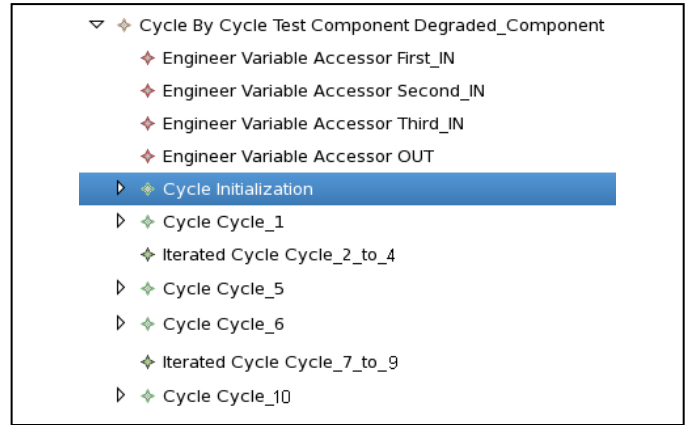 Cycle By Cycle Test Component Degraded_Component
Engineer Variable Accessor First_IN
Engineer Variable Accessor Second_IN
Engineer Variable Accessor Third_IN
Engineer Variable Accessor OUT
Cycle Initialization
Cycle Cycle_1
Iterated Cycle Cycle_2_to_4
Cycle Cycle_5
Cycle Cycle_6
Iterated Cycle Cycle_7_to_9
Cycle Cycle_10